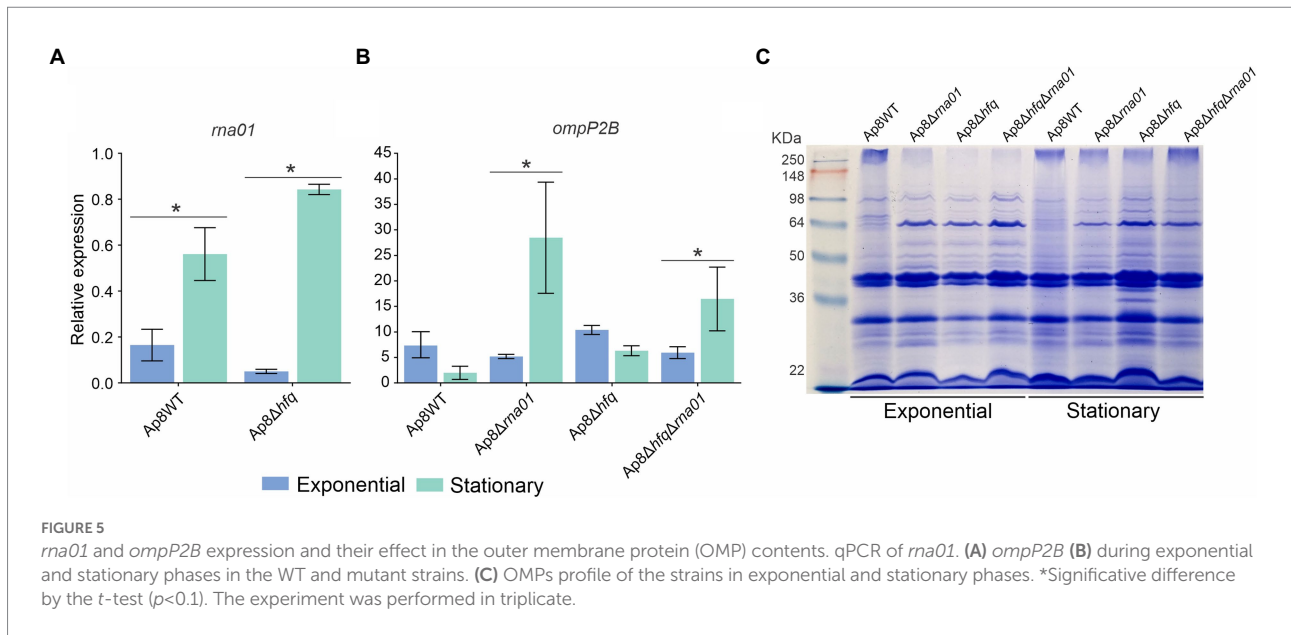 A
rna01
Relative expression
1.0
0.8
0.6
0.4
0.2
0.0
*
*
Ap8WT
Ap8Δhfq
B
ompP2B
45
40
35
30
25
20
15
10
5
0
*
*
Ap8WT
Ap8Δrna01
Ap8Δhfq
Ap8ΔhfqΔrna01
Exponential
Stationary
C
KDa
250
148
98
64
50
36
22
Ap8WT
Ap8Δrna01
Ap8Δhfq
Ap8ΔhfqΔrna01
Ap8WT
Ap8Δrna01
Ap8Δhfq
Ap8ΔhfqΔrna01
Exponential
Stationary
FIGURE 5
rna01 and ompP2B expression and their effect in the outer membrane protein (OMP) contents. qPCR of rna01. (A) ompP2B (B) during exponential
and stationary phases in the WT and mutant strains. (C) OMPs profile of the strains in exponential and stationary phases. *Significative difference
by the t-test (p<0.1). The experiment was performed in triplicate.